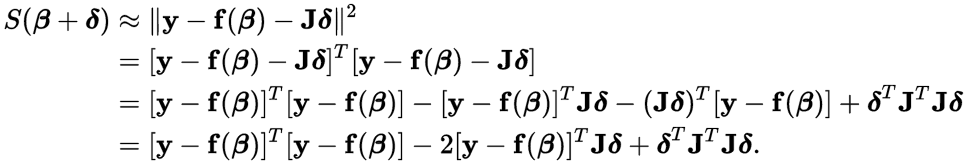 S(𝜷 + 𝜹) ≈ ‖𝐲 − 𝐟(𝜷) − 𝐉𝜹‖²
= [𝐲 − 𝐟(𝜷) − 𝐉𝜹]ᵀ[𝐲 − 𝐟(𝜷) − 𝐉𝜹]
= [𝐲 − 𝐟(𝜷)]ᵀ[𝐲 − 𝐟(𝜷)] − [𝐲 − 𝐟(𝜷)]ᵀ𝐉𝜹 − (𝐉𝜹)ᵀ[𝐲 − 𝐟(𝜷)] + 𝜹ᵀ𝐉ᵀ𝐉𝜹
= [𝐲 − 𝐟(𝜷)]ᵀ[𝐲 − 𝐟(𝜷)] − 2[𝐲 − 𝐟(𝜷)]ᵀ𝐉𝜹 + 𝜹ᵀ𝐉ᵀ𝐉𝜹.